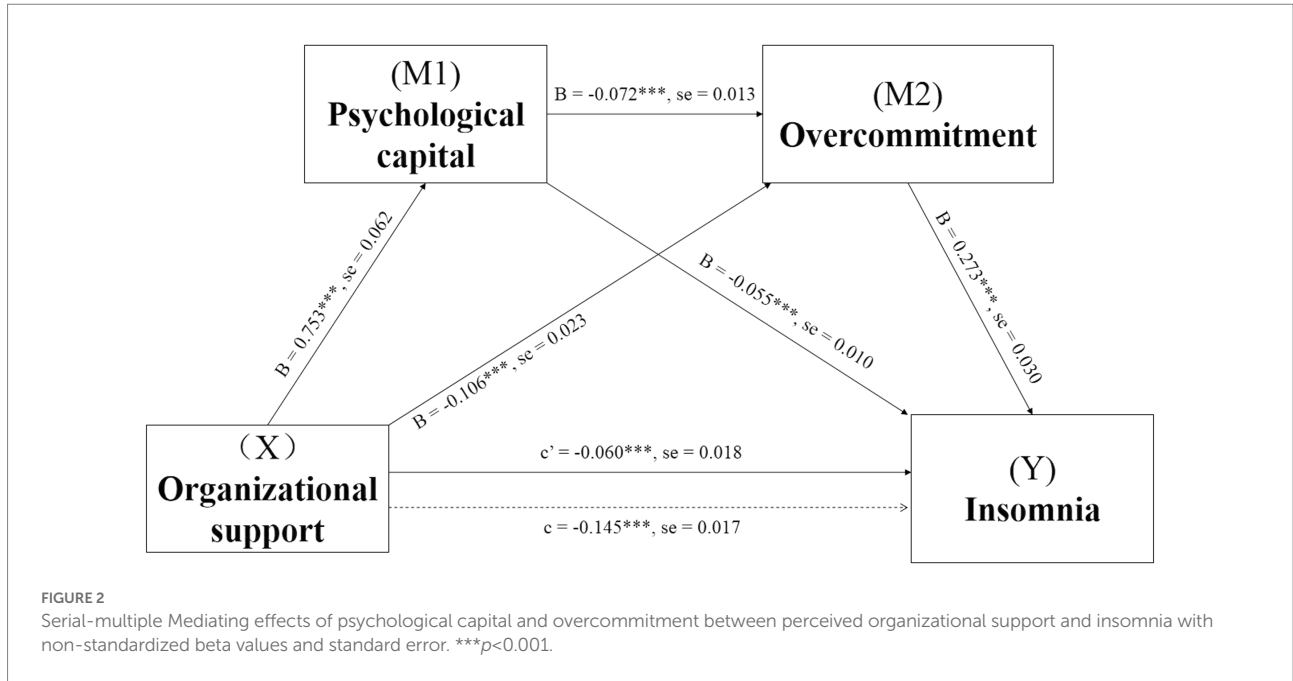 (M1)
Psychological
capital
B = -0.072***, se = 0.013
(M2)
Overcommitment
B = 0.753***, se = 0.062
B = -0.106***, se = 0.023
B = -0.055***, se = 0.010
B = 0.273***, se = 0.030
（X）
Organizational
support
c’ = -0.060***, se = 0.018
c = -0.145***, se = 0.017
(Y)
Insomnia
FIGURE 2
Serial-multiple Mediating effects of psychological capital and overcommitment between perceived organizational support and insomnia with
non-standardized beta values and standard error. ***p<0.001.